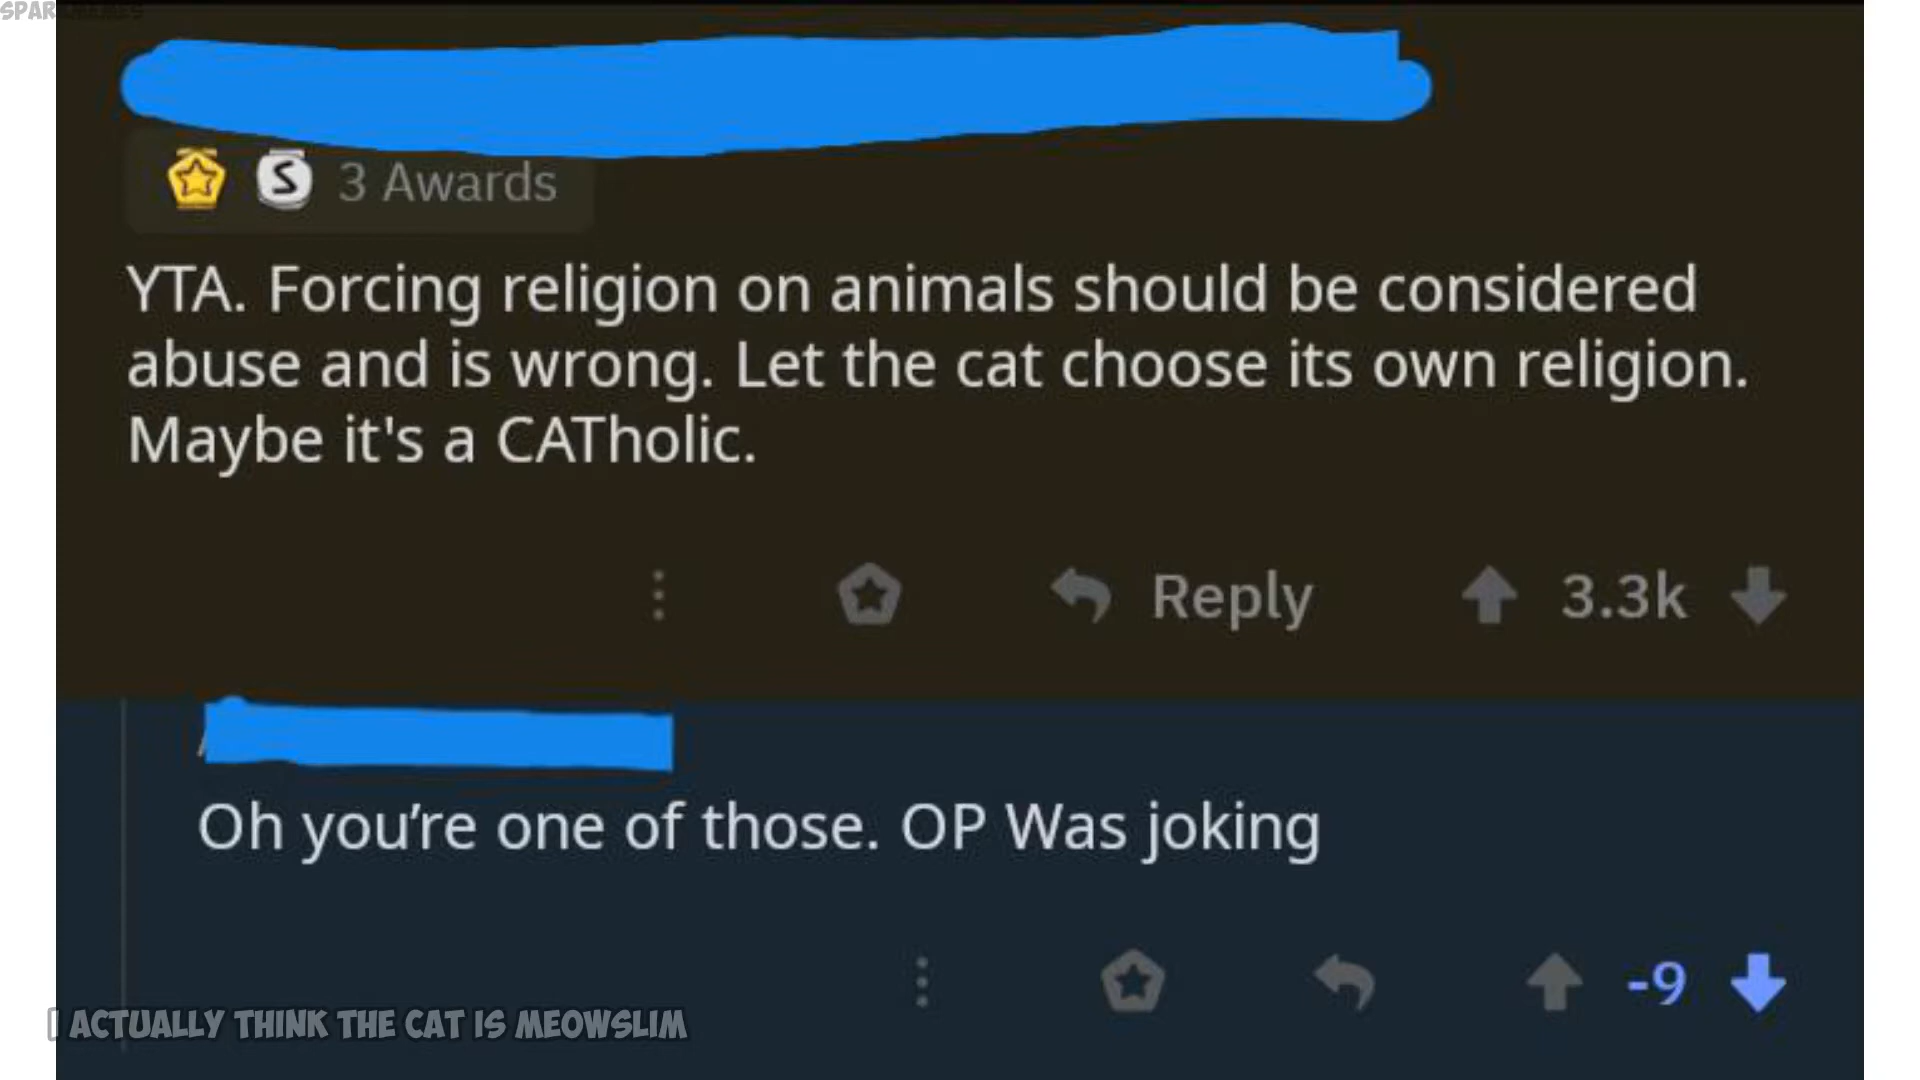 SPARKMEMES
3 Awards
YTA. Forcing religion on animals should be considered
abuse and is wrong. Let the cat choose its own religion.
Maybe it's a CATholic.
Reply 3.3k
Oh you’re one of those. OP Was joking
-9
I ACTUALLY THINK THE CAT IS MEOWSLIM